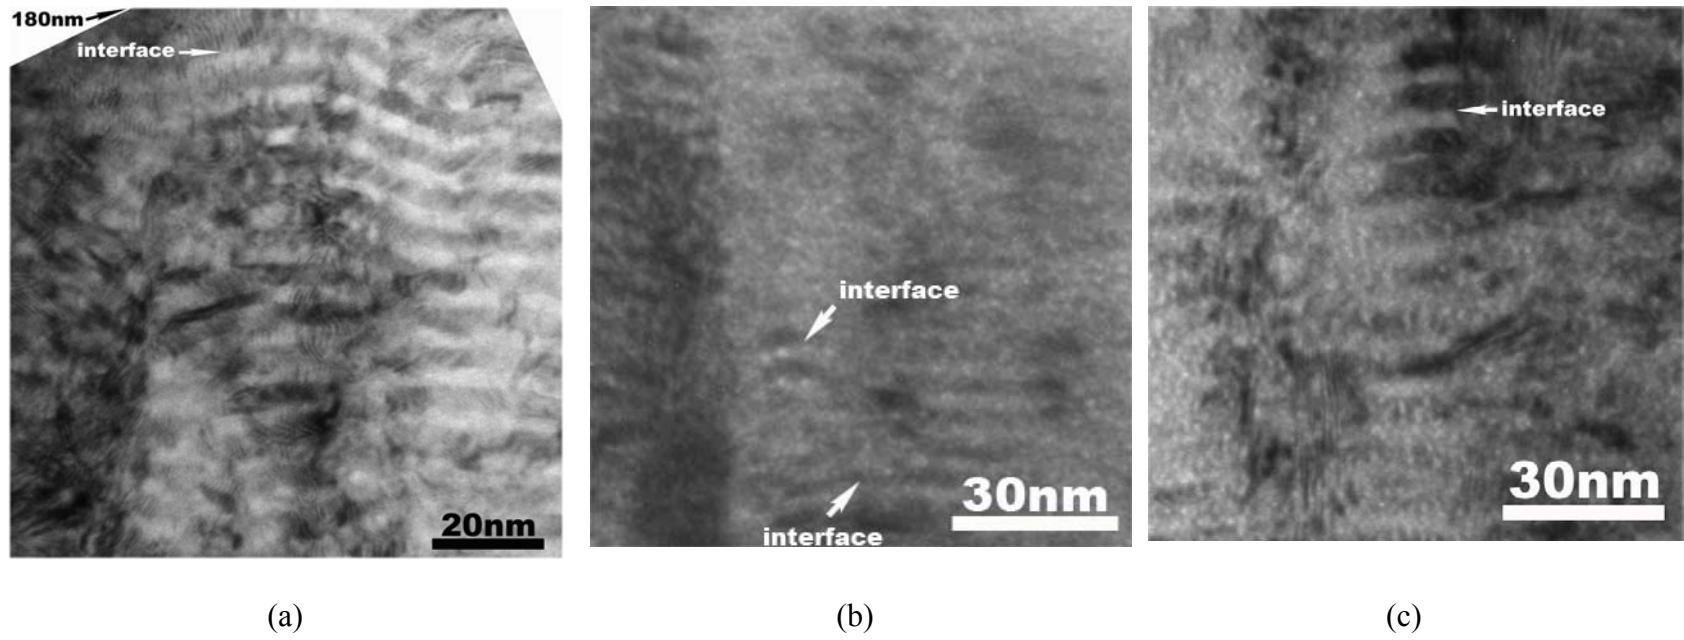 180nm
interface
20nm
interface
interface
30nm
interface
30nm
(a)
(b)
(c)